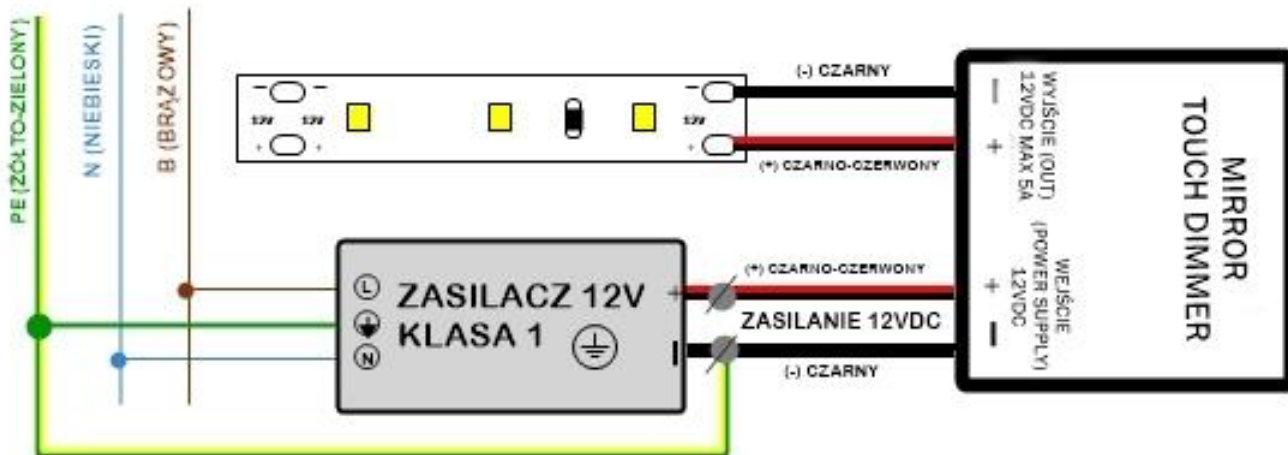 PE (ŻÓŁTO-ZIELONY)
N (NIEBIESKI)
B (BRĄZOWY)
− −
12V 12V
+ +
−
12V
+
(-) CZARNY
(+) CZARNO-CZERWONY
− +
WYJŚCIE (OUT)
12VDC MAX 5A
MIRROR
TOUCH DIMMER
WEJŚCIE
(POWER SUPPLY)
12VDC
+ −
L
N
ZASILACZ 12V
KLASA 1
+
−
(+) CZARNO-CZERWONY
ZASILANIE 12VDC
(-) CZARNY